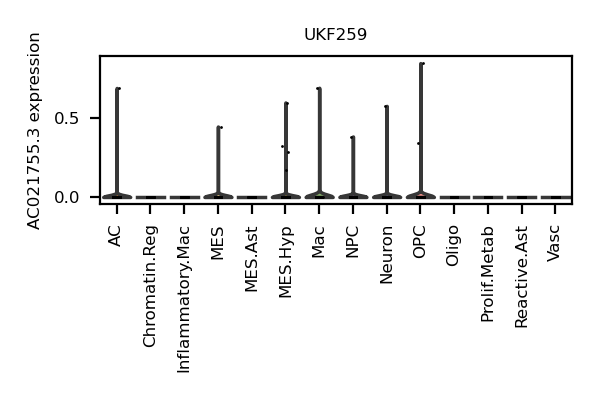 UKF259
AC021755.3 expression
0.5
0.0
AC
Chromatin.Reg
Inflammatory.Mac
MES
MES.Ast
MES.Hyp
Mac
NPC
Neuron
OPC
Oligo
Prolif.Metab
Reactive.Ast
Vasc